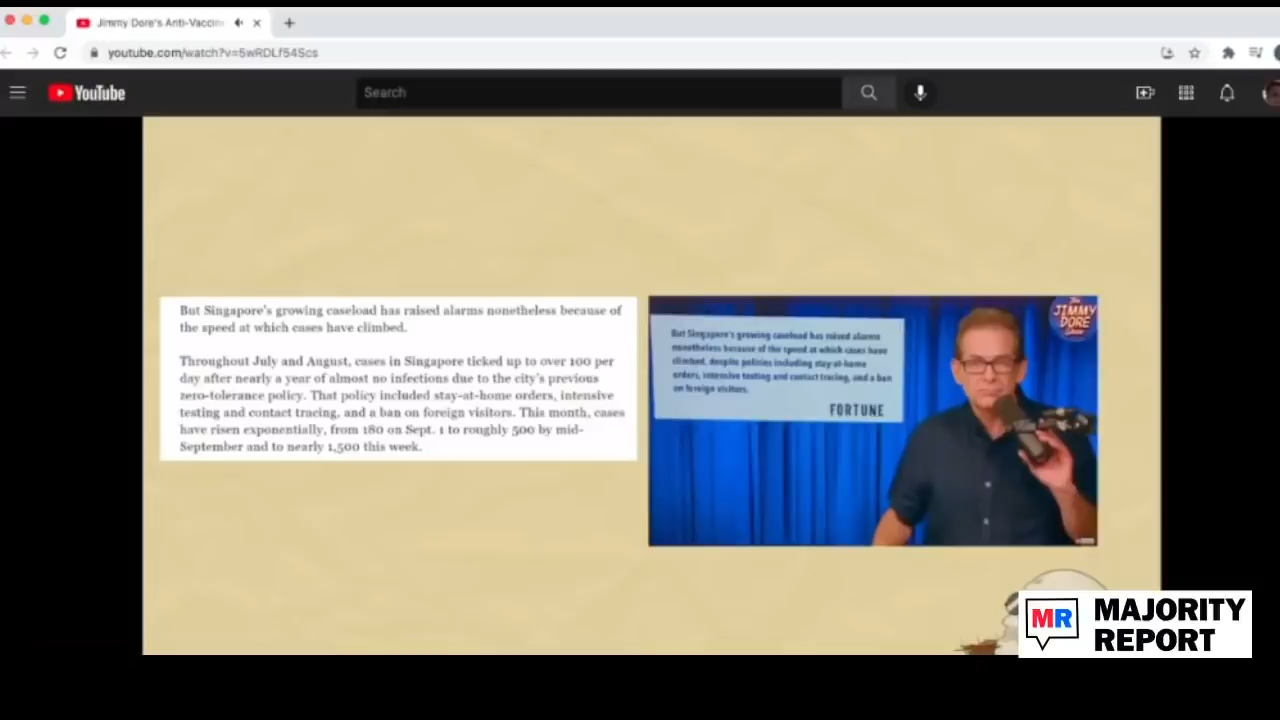 Jimmy Dore's Anti-Vaccin
youtube.com/watch?v=5wRDLf54Scs
YouTube
Search
But Singapore's growing caseload has raised alarms nonetheless because of
the speed at which cases have climbed.
Throughout July and August, cases in Singapore ticked up to over 100 per
day after nearly a year of almost no infections due to the city's previous
zero-tolerance policy. That policy included stay-at-home orders, intensive
testing and contact tracing, and a ban on foreign visitors. This month, cases
have risen exponentially, from 180 on Sept. 1 to roughly 500 by mid-
September and to nearly 1,500 this week.
But Singapore's growing caseload has raised alarms
nonetheless because of the speed at which cases have
climbed, despite policies including stay-at-home
orders, intensive testing and contact tracing, and a ban
on foreign visitors.
FORTUNE
The
JIMMY
DORE
Show
MR
MAJORITY
REPORT